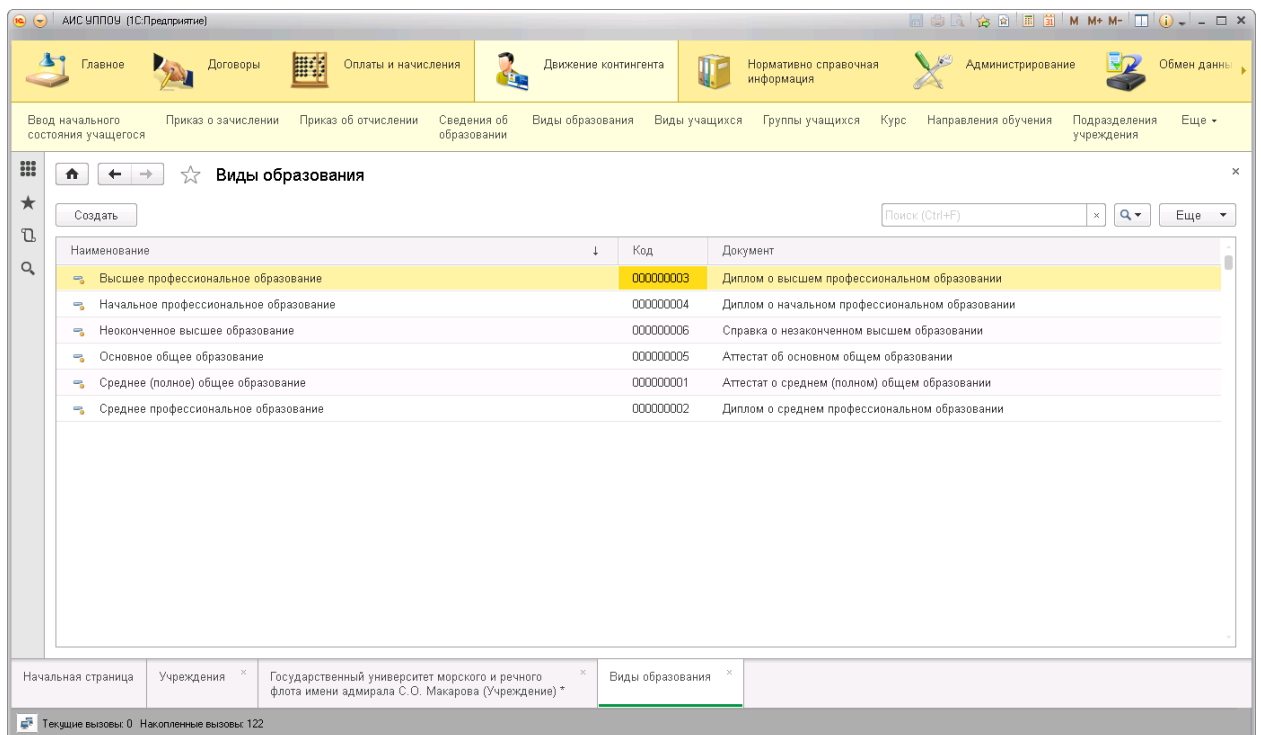 АИС УППОУ (1С:Предприятие)
31 M M+ M-
Главное Договоры Оплаты и начисления Движение контингента Нормативно справочная информация Администрирование Обмен данны
Ввод начального состояния учащегося Приказ о зачислении Приказ об отчислении Сведения об образовании Виды образования Виды учащихся Группы учащихся Курс Направления обучения Подразделения учреждения Еще
Виды образования
Создать Поиск (Ctrl+F) × Еще
Наименование ↓ Код Документ
Высшее профессиональное образование 000000003 Диплом о высшем профессиональном образовании
Начальное профессиональное образование 000000004 Диплом о начальном профессиональном образовании
Неоконченное высшее образование 000000006 Справка о незаконченном высшем образовании
Основное общее образование 000000005 Аттестат об основном общем образовании
Среднее (полное) общее образование 000000001 Аттестат о среднем (полном) общем образовании
Среднее профессиональное образование 000000002 Диплом о среднем профессиональном образовании
Начальная страница Учреждения Государственный университет морского и речного флота имени адмирала С.О. Макарова (Учреждение) * Виды образования
Текущие вызовы: 0 Накопленные вызовы: 122